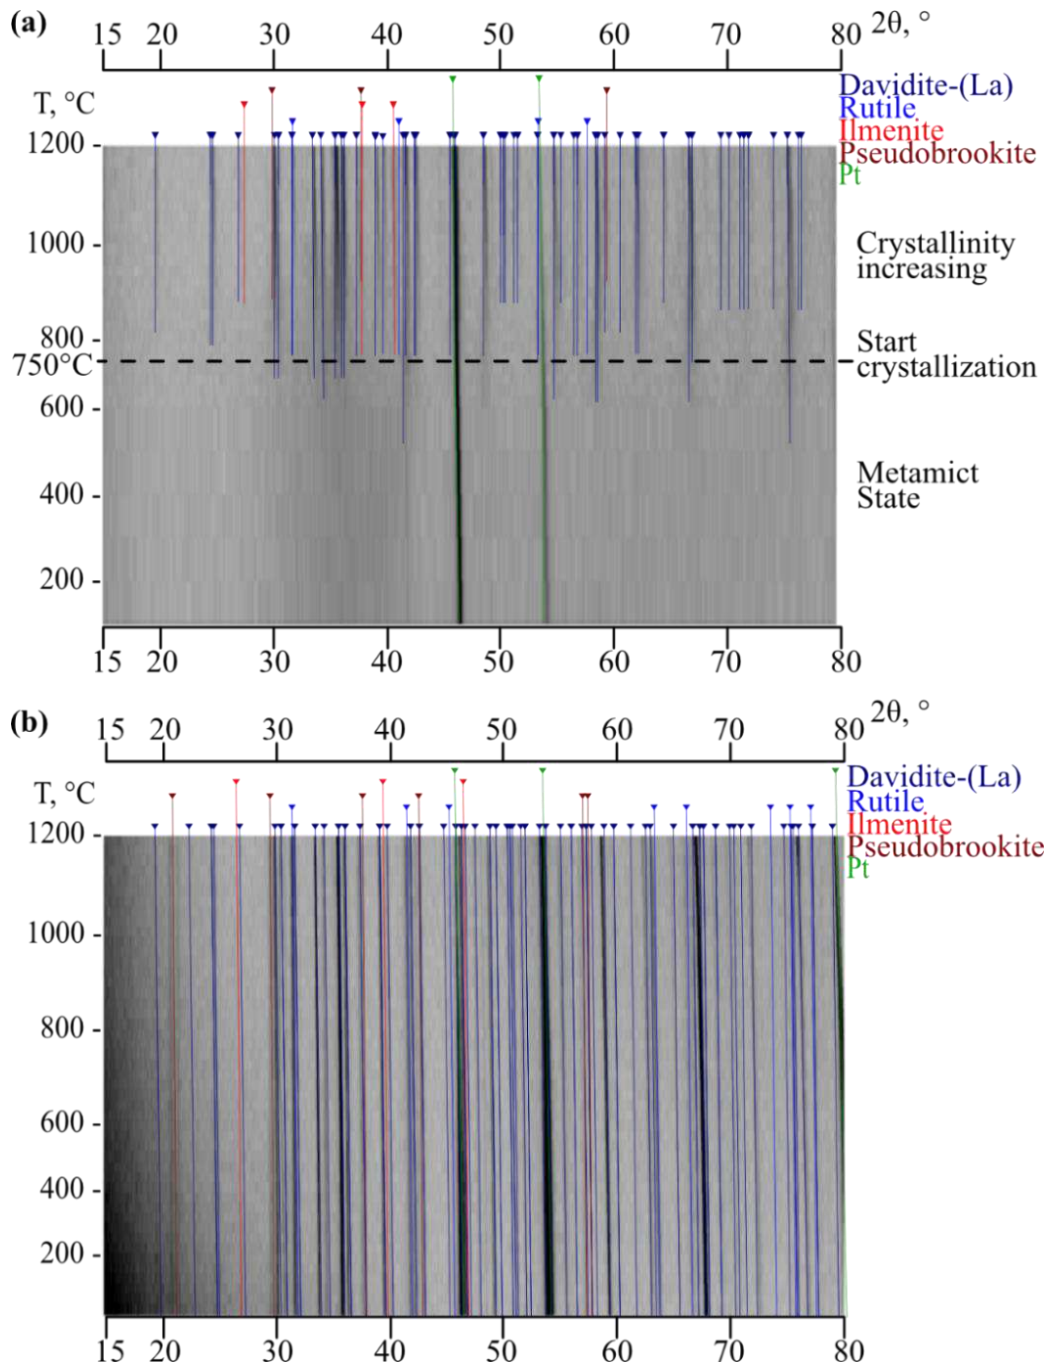 (a)
15 20 30 40 50 60 70 80 2θ, °
T, °C
Davidite-(La)
Rutile
Ilmenite
Pseudobrookite
Pt
1200
1000
Crystallinity
increasing
800
750°C
Start
crystallization
600
400
Metamict
State
200
15 20 30 40 50 60 70 80
(b)
15 20 30 40 50 60 70 80 2θ, °
T, °C
Davidite-(La)
Rutile
Ilmenite
Pseudobrookite
Pt
1200
1000
800
600
400
200
15 20 30 40 50 60 70 80